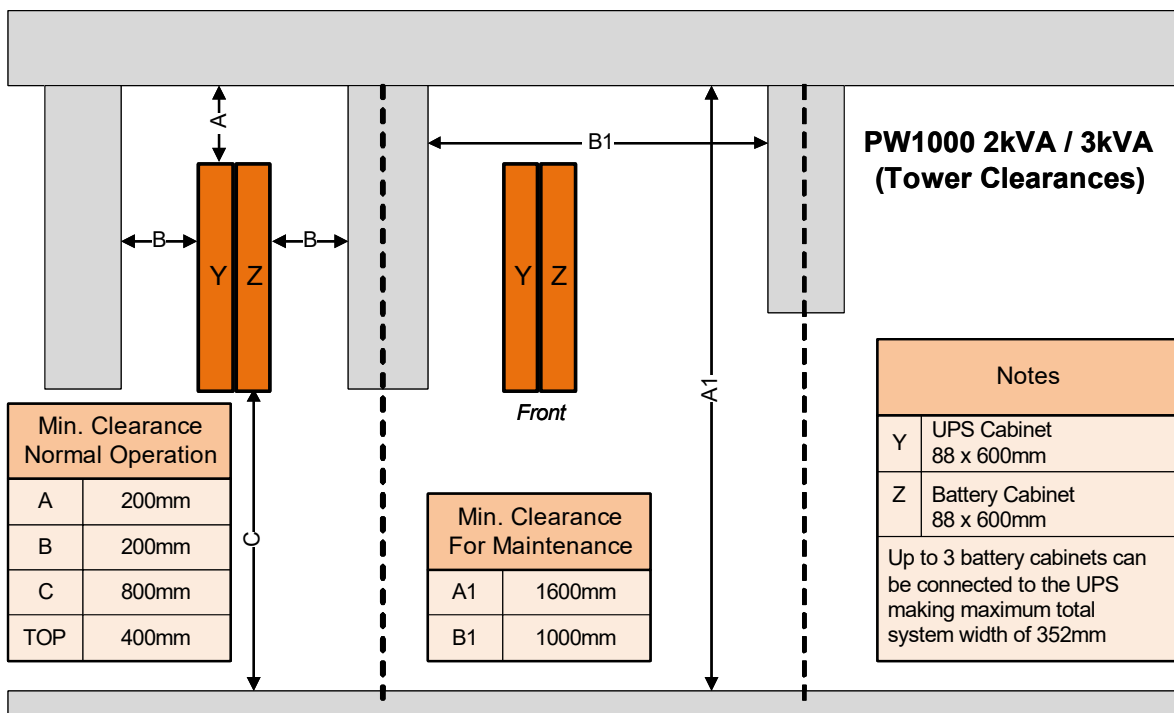 PW1000 2kVA / 3kVA
(Tower Clearances)
A
B1
B
B
Y Z
Y Z
Front
A1
C
Min. Clearance
Normal Operation
A 200mm
B 200mm
C 800mm
TOP 400mm
Min. Clearance
For Maintenance
A1 1600mm
B1 1000mm
Notes
Y UPS Cabinet
88 x 600mm
Z Battery Cabinet
88 x 600mm
Up to 3 battery cabinets can
be connected to the UPS
making maximum total
system width of 352mm